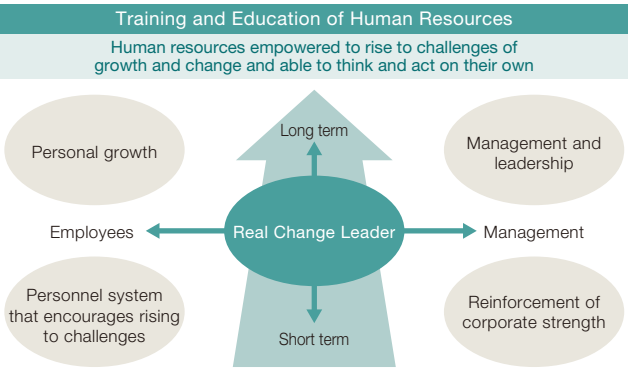 Training and Education of Human Resources
Human resources empowered to rise to challenges of
growth and change and able to think and act on their own
Long term
Personal growth
Management and
leadership
Employees
Real Change Leader
Management
Personnel system
that encourages rising
to challenges
Short term
Reinforcement of
corporate strength